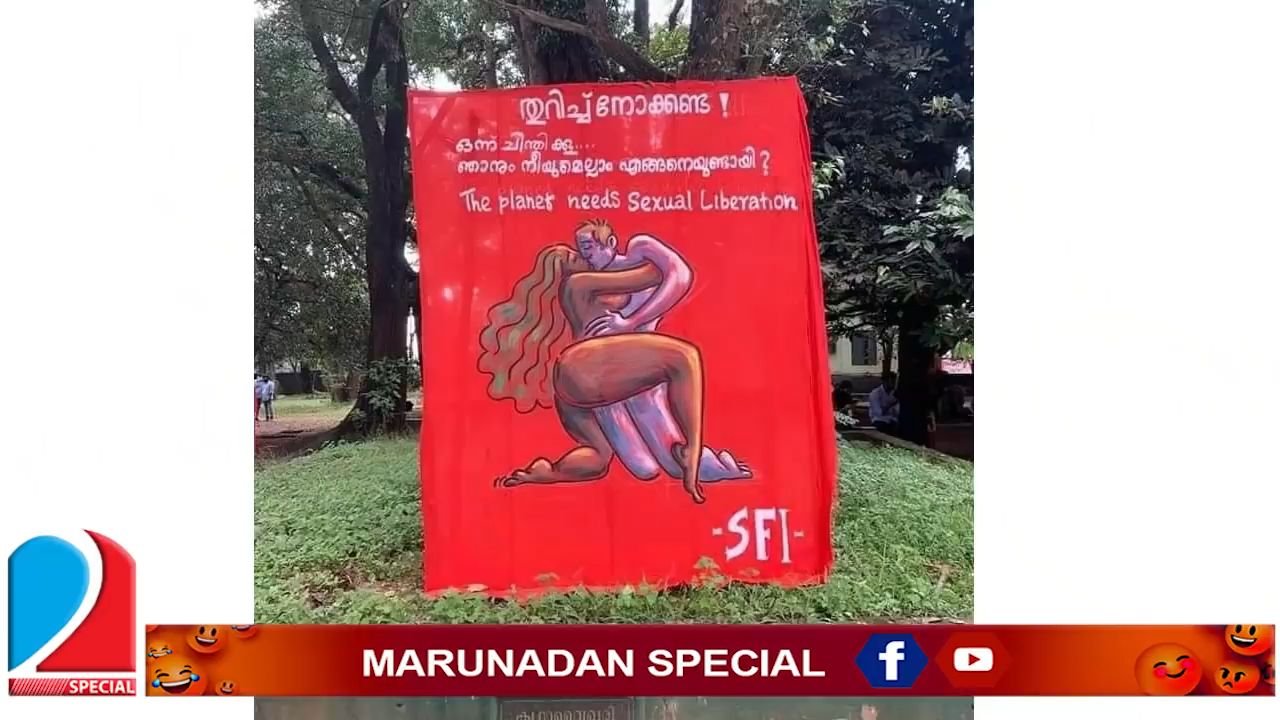 തുറിച്ച് നോക്കണ്ട !
ഒന്ന് ചിന്തിക്കൂ....
ഞാനും നീയുമെല്ലാം എങ്ങനെയുണ്ടായി ?
The planet needs Sexual Liberation
-SFI-
SPECIAL
MARUNADAN SPECIAL
f